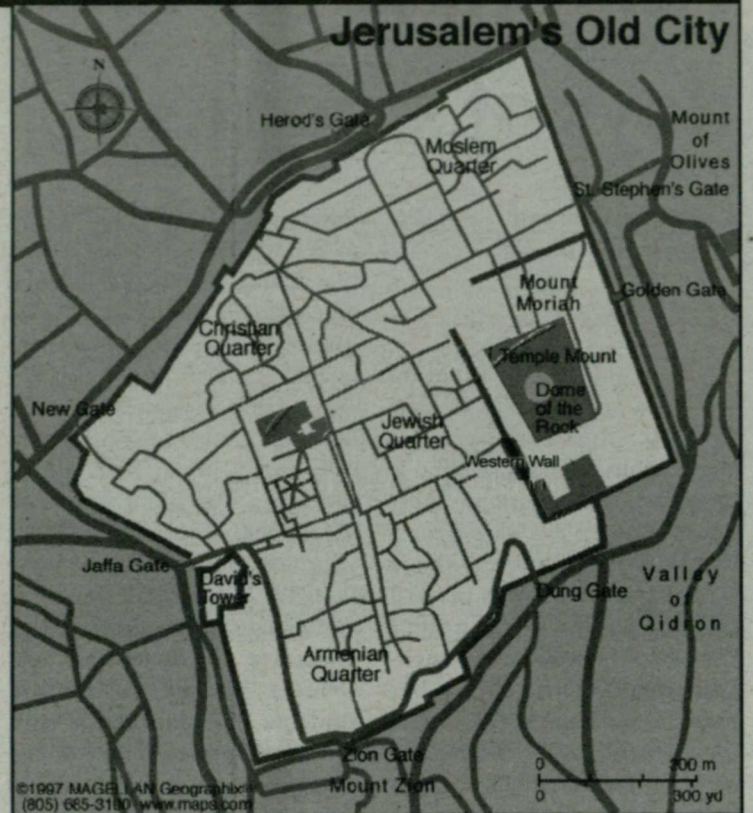 Jerusalem's Old City
N
Herod's Gate
Moslem
Quarter
Mount
of
Olives
St. Stephen's Gate
Mount
Moriah
Golden Gate
Christian
Quarter
Temple Mount
Dome
of the
Rock
New Gate
Jewish
Quarter
Western Wall
Jaffa Gate
David's
Tower
Dung Gate
Valley
of
Qidron
Armenian
Quarter
Zion Gate
Mount Zion
0 300 m
0 300 yd
©1997 MAGELLAN Geographix
(805) 685-3100 www.maps.com